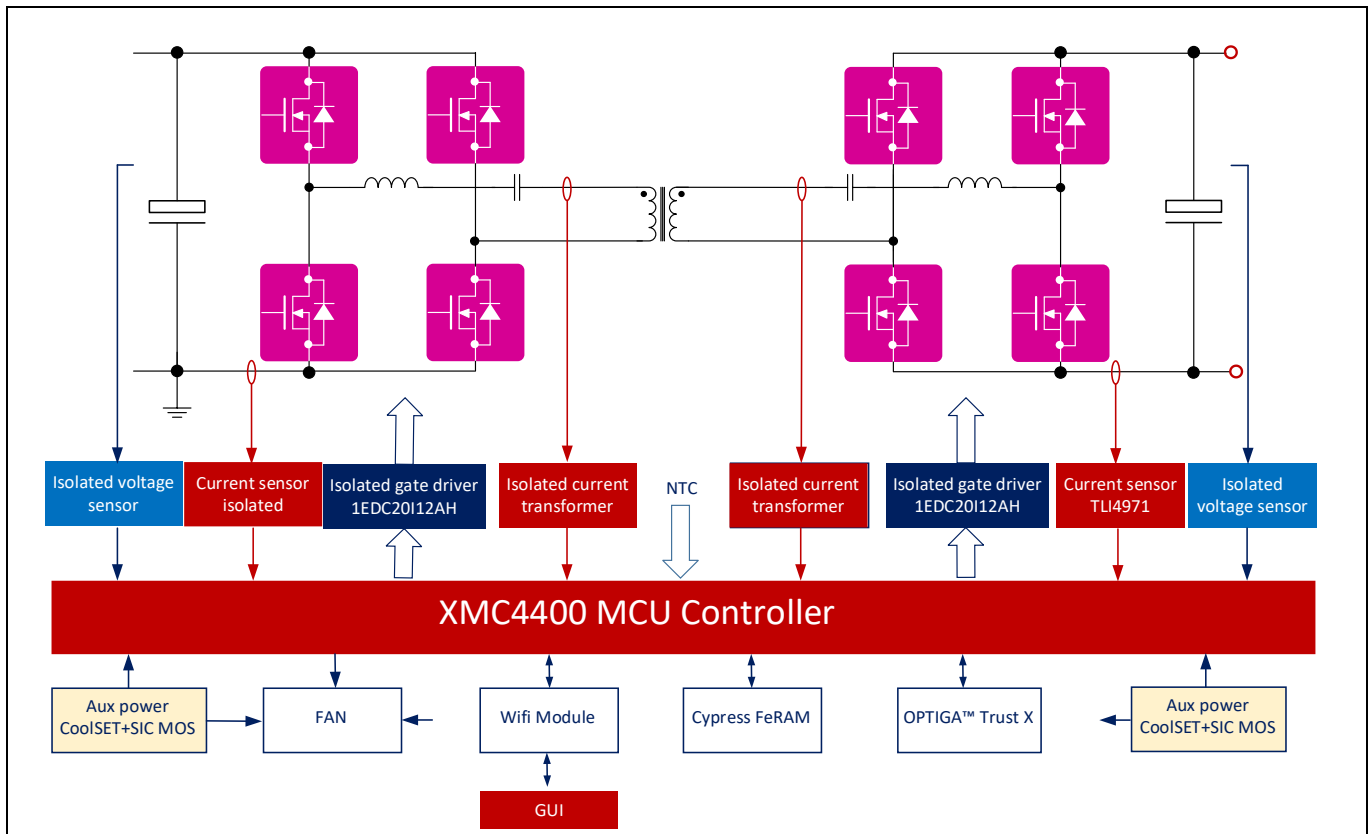 Isolated voltage
sensor
Current sensor
isolated
Isolated gate driver
1EDC20I12AH
Isolated current
transformer
NTC
Isolated current
transformer
Isolated gate driver
1EDC20I12AH
Current sensor
TLI4971
Isolated
voltage sensor
XMC4400 MCU Controller
Aux power
CoolSET+SIC MOS
FAN
Wifi Module
Cypress FeRAM
OPTIGA™ Trust X
Aux power
CoolSET+SIC MOS
GUI